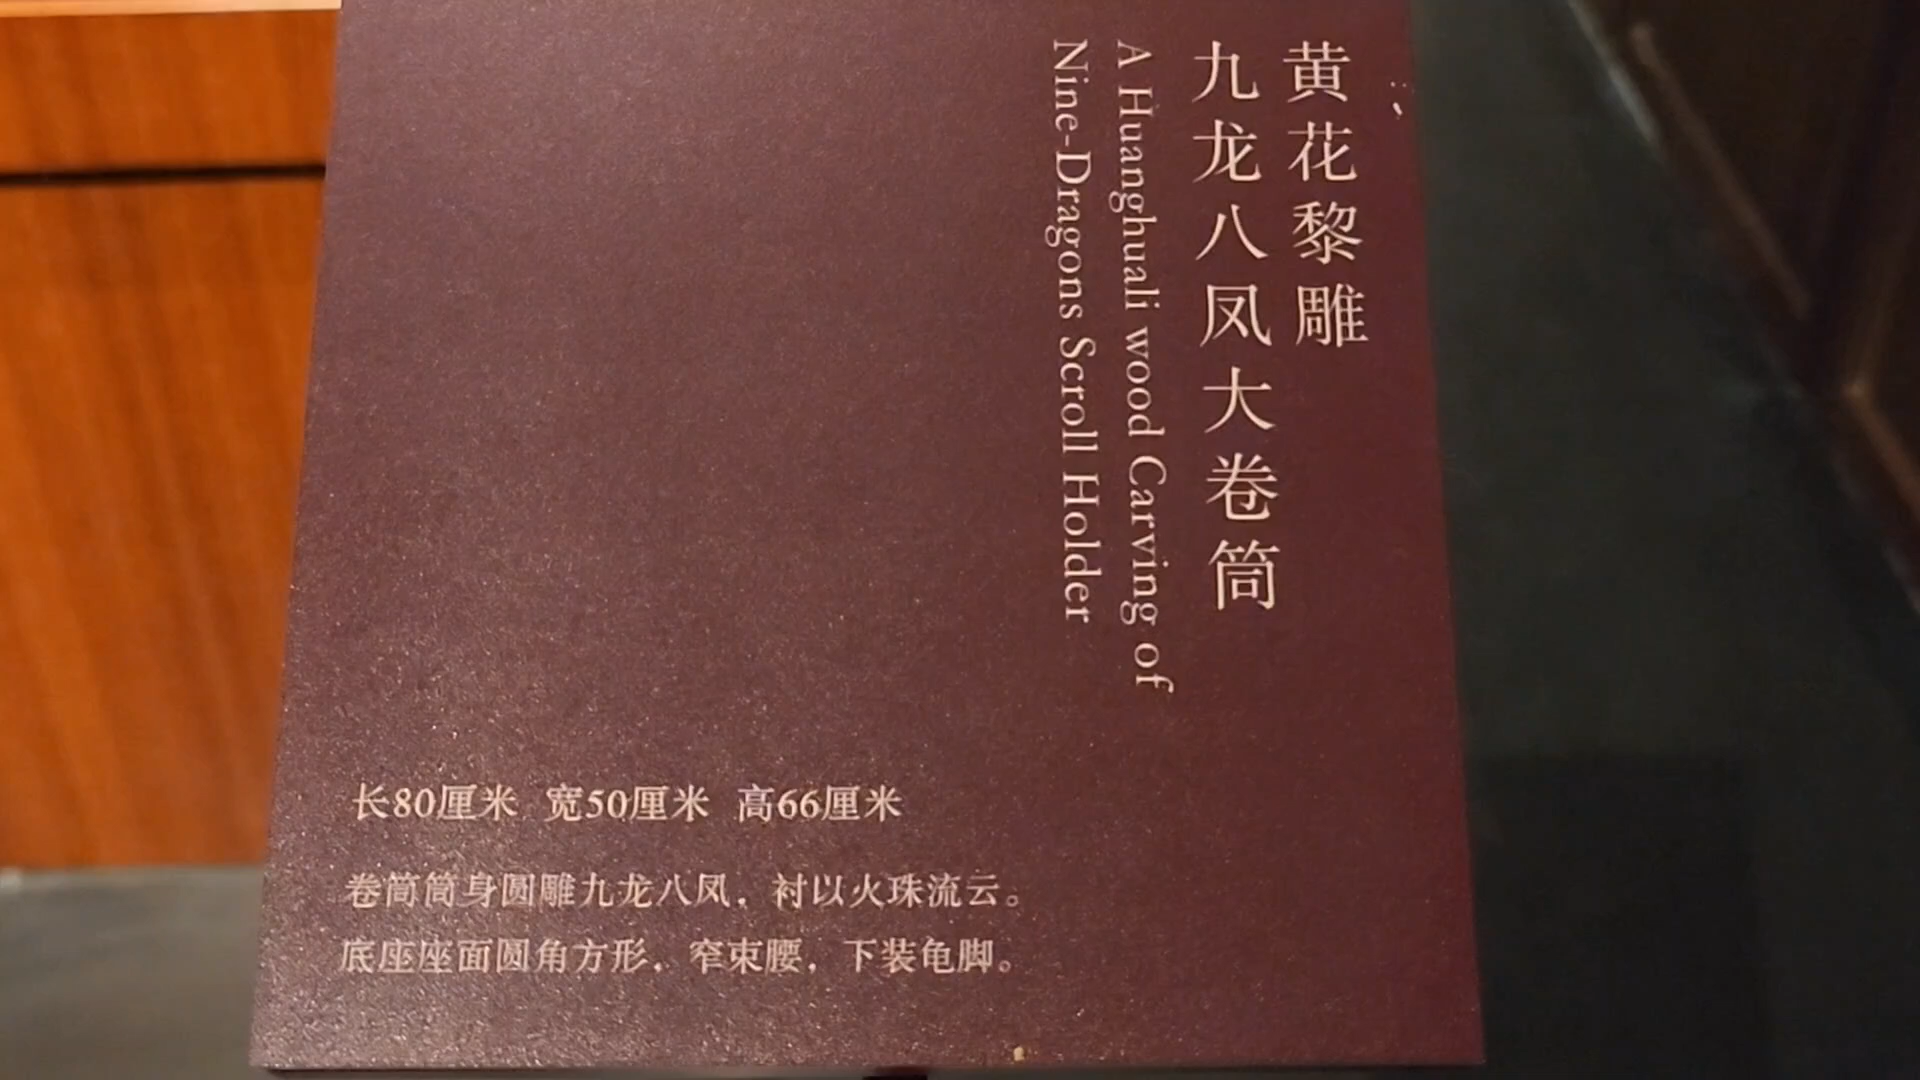 黄花黎雕
九龙八凤大卷筒
A Huanghuali wood Carving of
Nine-Dragons Scroll Holder
长80厘米 宽50厘米 高66厘米
卷筒筒身圆雕九龙八凤，衬以火珠流云。
底座座面圆角方形，窄束腰，下装龟脚。